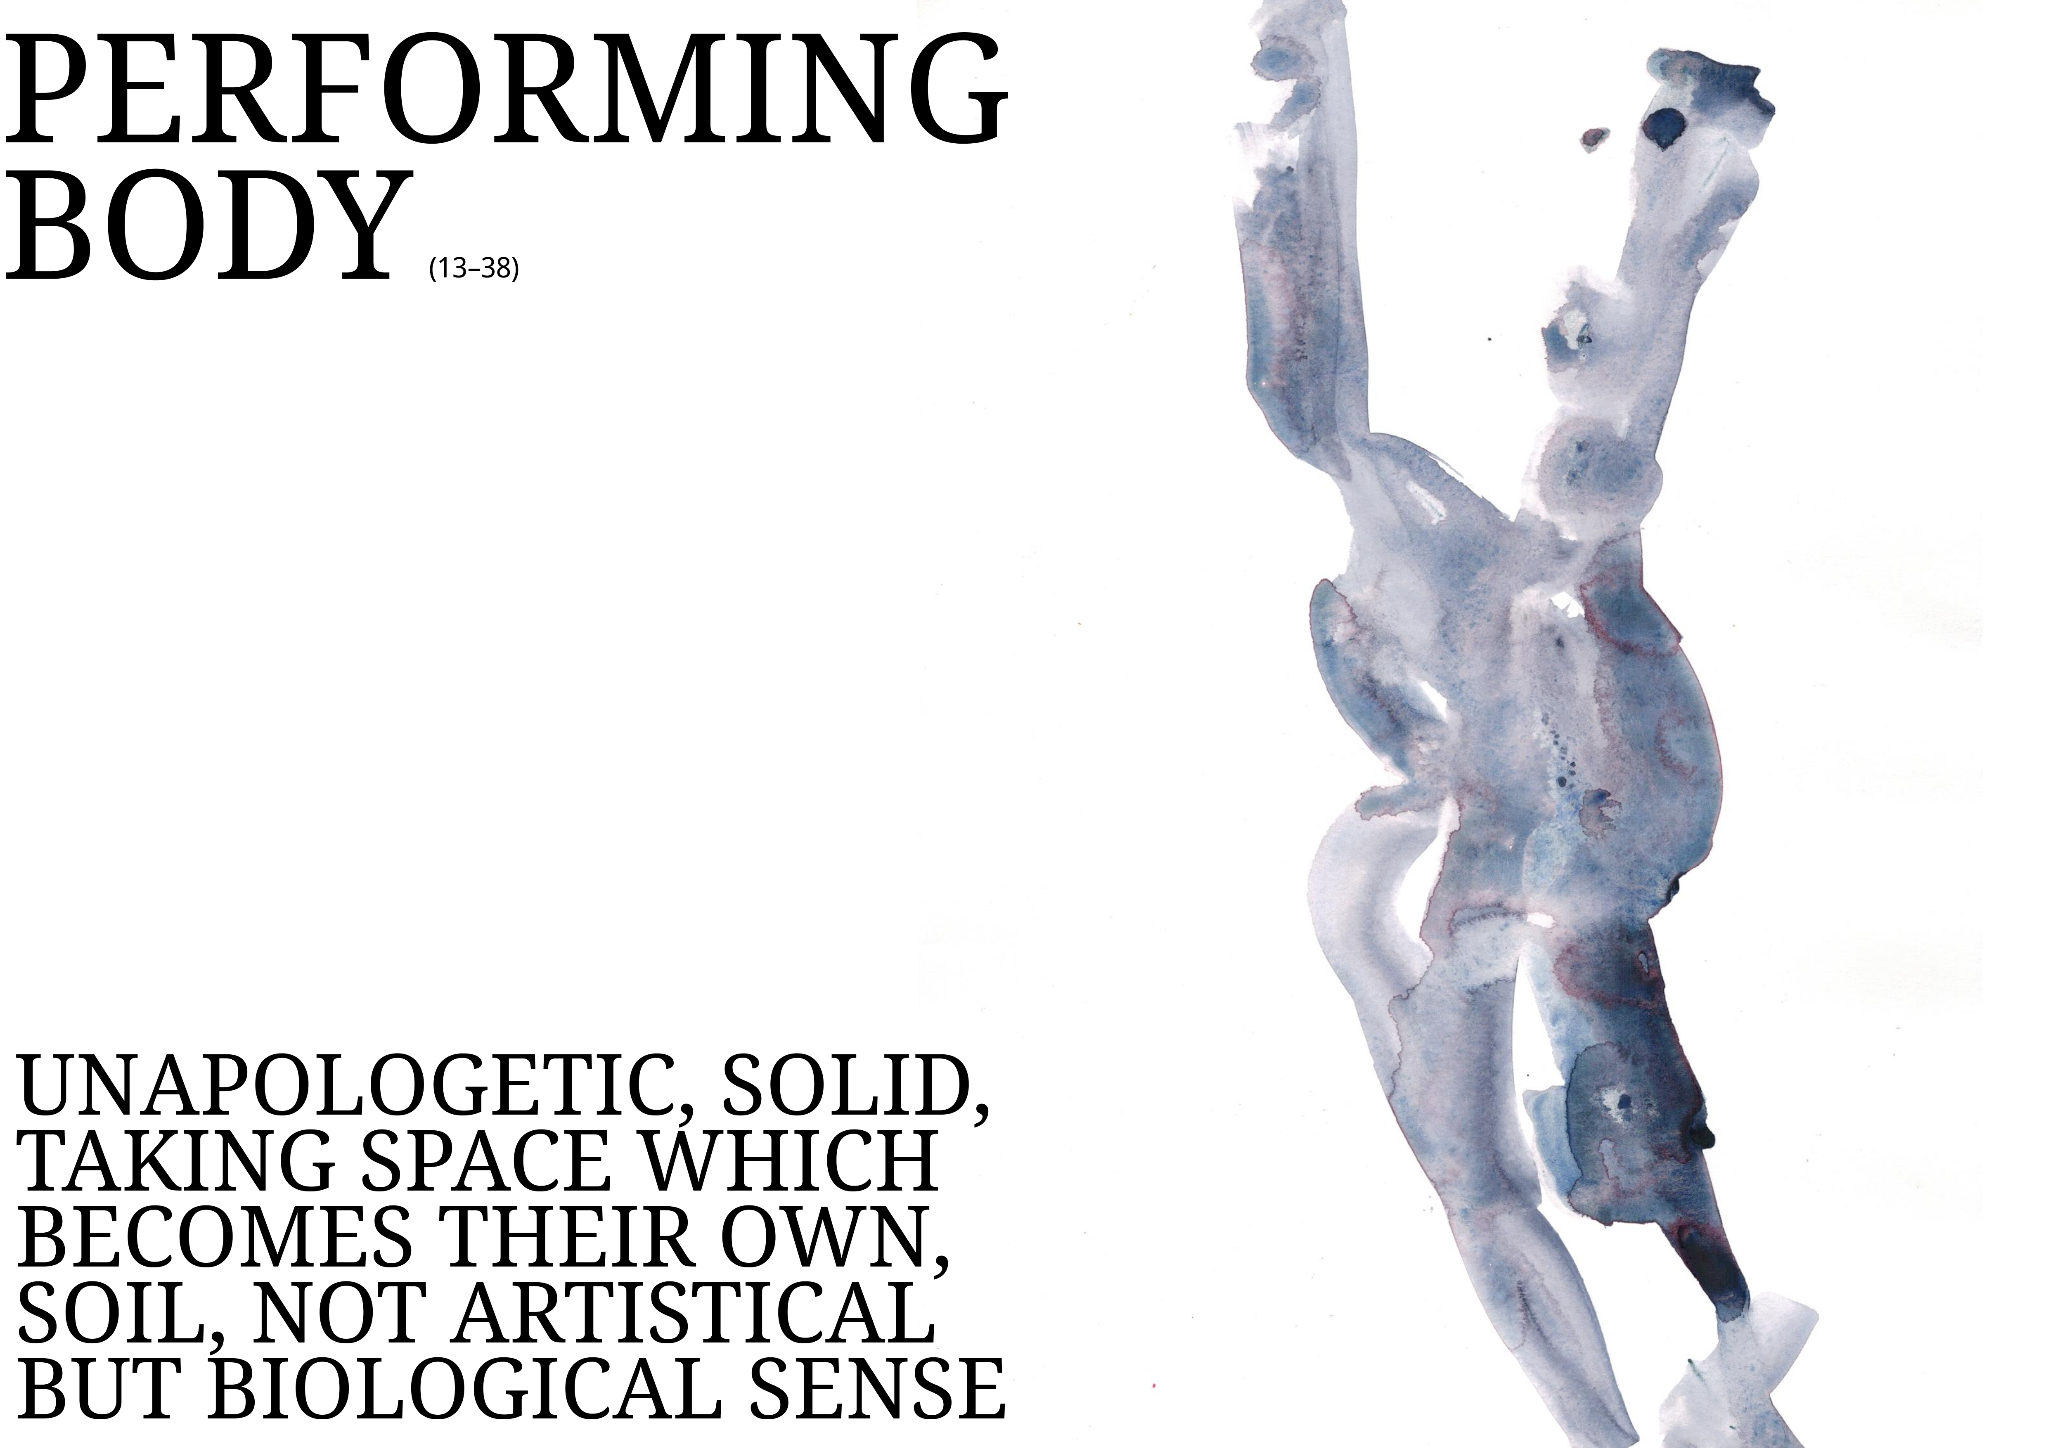 PERFORMING
BODY (13–38)
UNAPOLOGETIC, SOLID,
TAKING SPACE WHICH
BECOMES THEIR OWN,
SOIL, NOT ARTISTICAL
BUT BIOLOGICAL SENSE